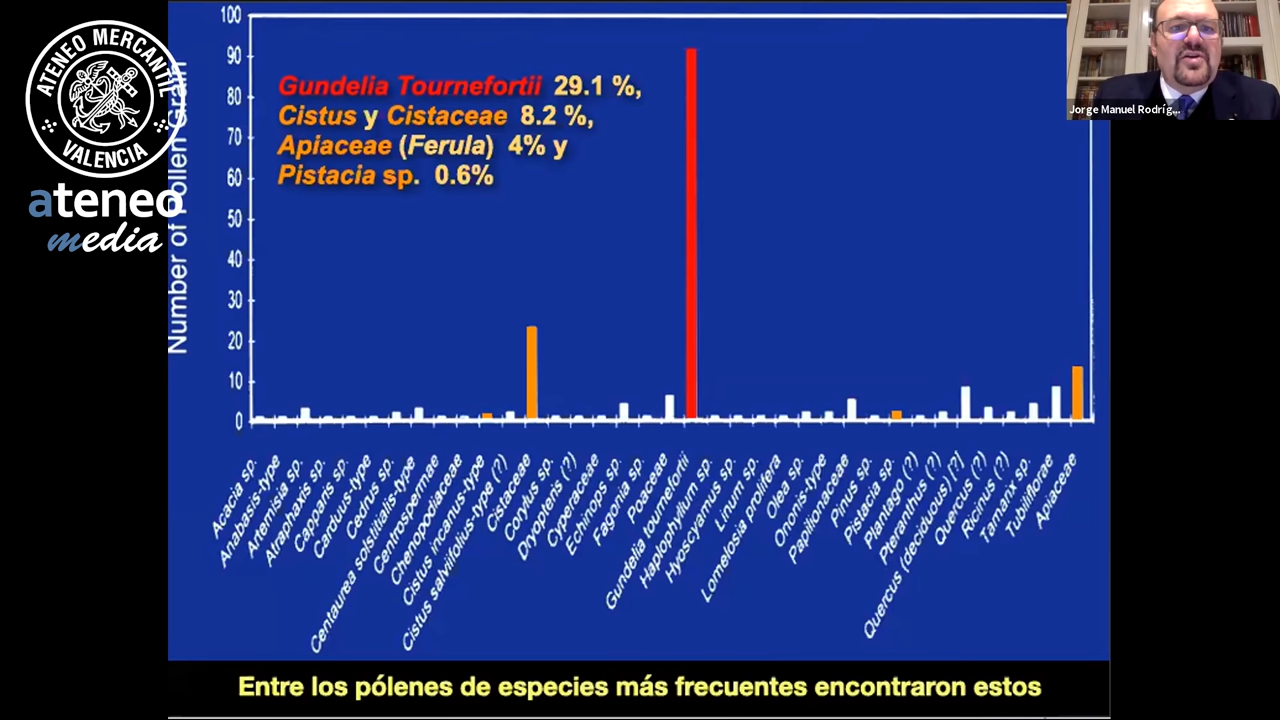 ATENEO MERCANTIL
VALENCIA
ateneo
media
Jorge Manuel Rodríg...
Number of Pollen Grain
100
90
80
70
60
50
40
30
20
10
0
Gundelia Tournefortii 29.1 %,
Cistus y Cistaceae 8.2 %,
Apiaceae (Ferula) 4% y
Pistacia sp. 0.6%
Acacia sp.
Anabasis-type
Artemisia sp.
Atraphaxis sp.
Capparis sp.
Carduus-type
Cedrus sp.
Centaurea solstitialis-type
Centrospermae
Chenopodiaceae
Cistus incanus-type
Cistus salviifolius-type (?)
Cistaceae
Corylus sp.
Dryopteris (?)
Cyperaceae
Echinops sp.
Fagonia sp.
Poaceae
Gundelia tournefortii
Haplophyllum sp.
Hyoscyamus sp.
Linum sp.
Lomelosia prolifera
Olea sp.
Ononis-type
Papilionaceae
Pinus sp.
Pistacia sp.
Plantago (?)
Pteranthus (?)
Quercus (deciduous) [?]
Quercus (?)
Ricinus (?)
Tamarix sp.
Tubiliflorae
Apiaceae
Entre los pólenes de especies más frecuentes encontraron estos